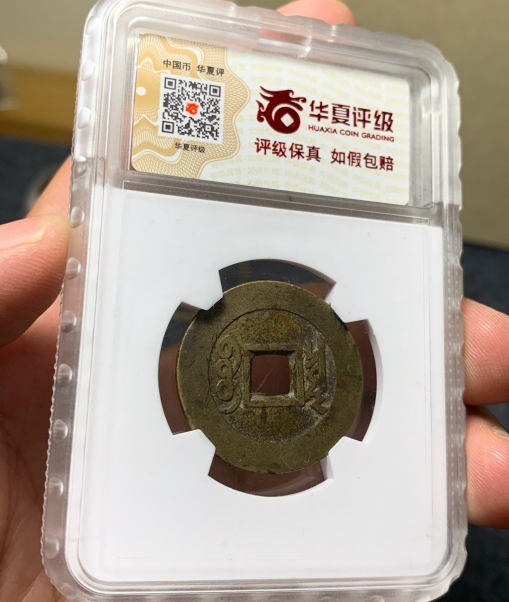 中国币 华夏评
华夏评级
华夏评级
HUAXIA COIN GRADING
评级保真 如假包赔
ᠪᠣᠣ